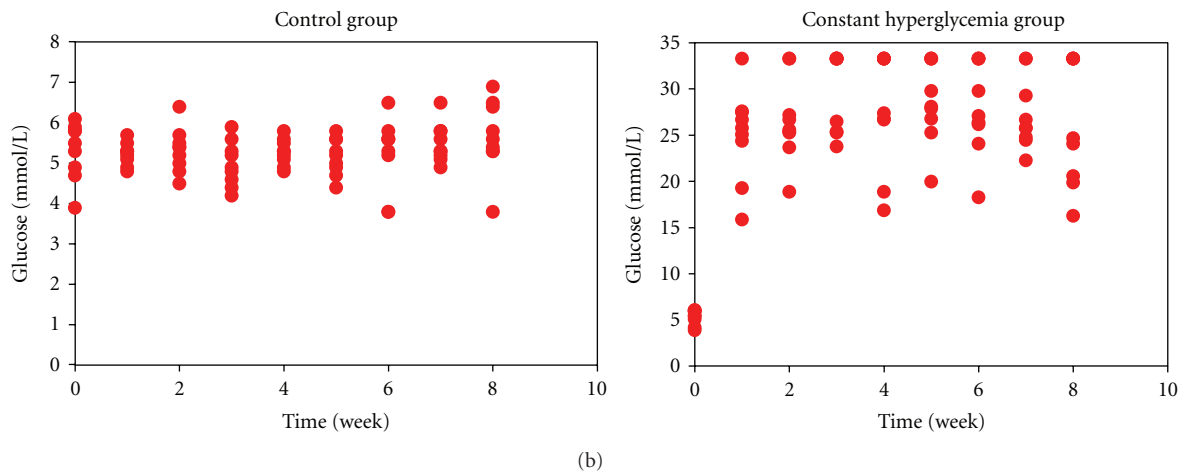 Control group
8
7
6
5
4
3
2
1
0
Glucose (mmol/L)
0 2 4 6 8 10
Time (week)
Constant hyperglycemia group
35
30
25
20
15
10
5
0
Glucose (mmol/L)
0 2 4 6 8 10
Time (week)
(b)